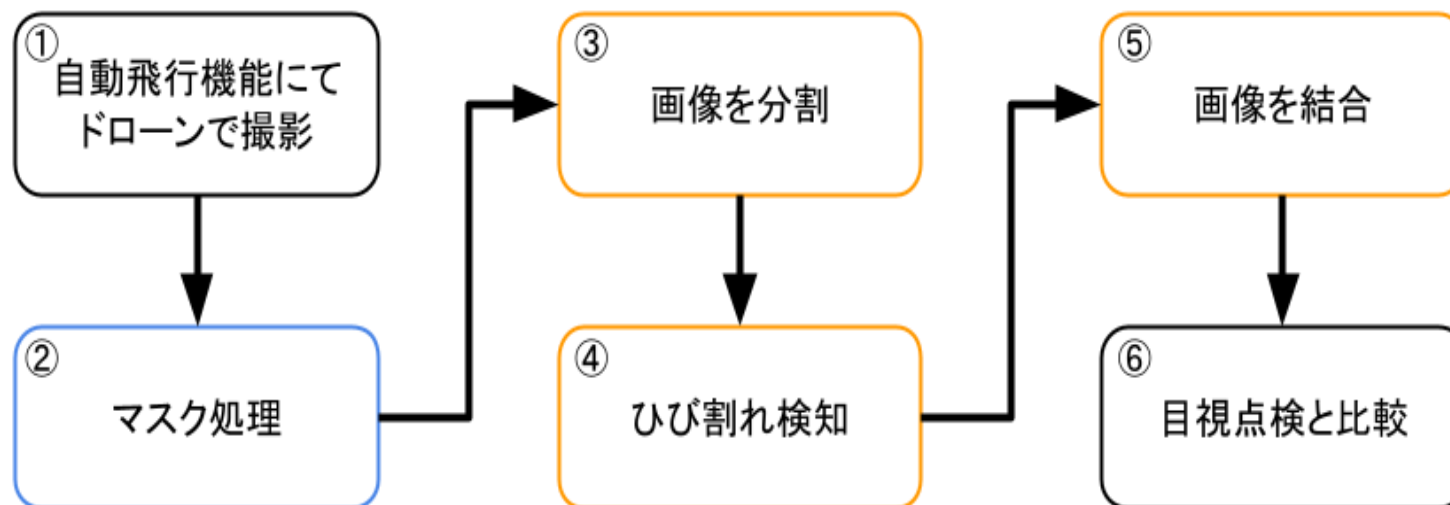 ①
自動飛行機能にて
ドローンで撮影
②
マスク処理
③
画像を分割
④
ひび割れ検知
⑤
画像を結合
⑥
目視点検と比較